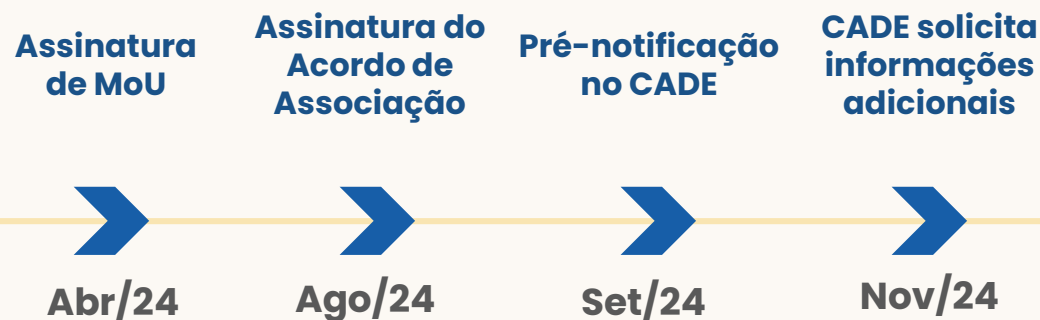 Assinatura
de MoU
Assinatura do
Acordo de
Associação
Pré-notificação
no CADE
CADE solicita
informações
adicionais
Abr/24
Ago/24
Set/24
Nov/24